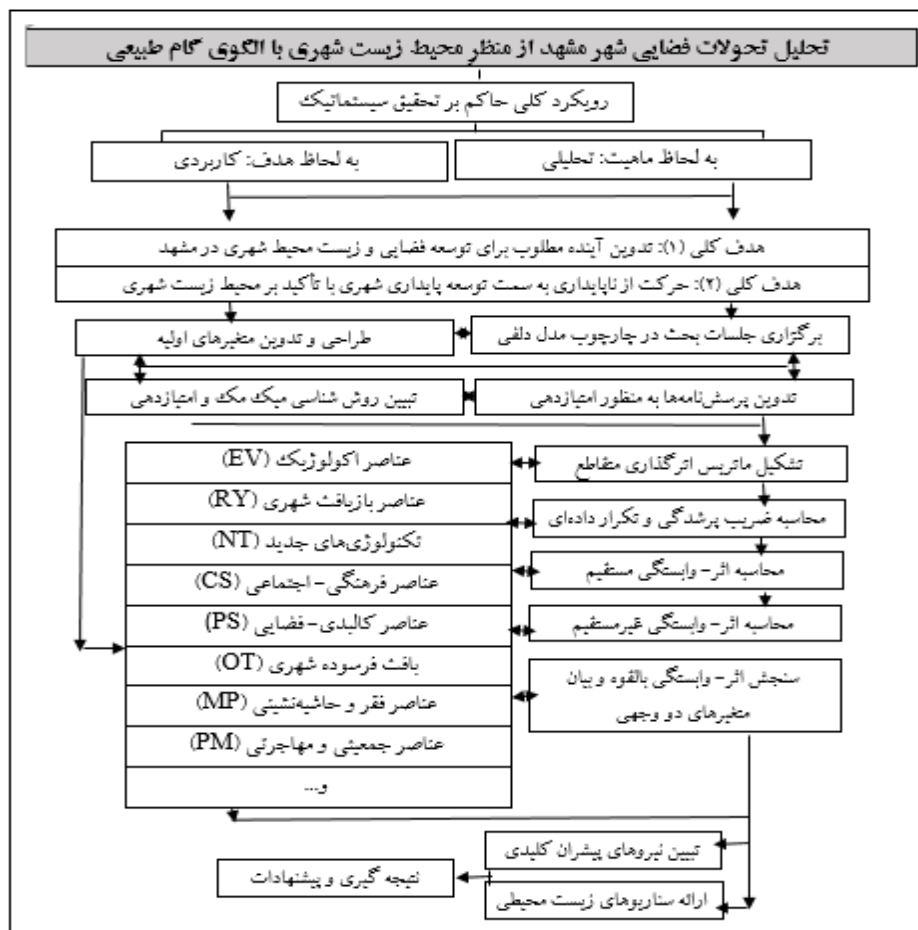 تحلیل تحولات فضایی شهر مشهد از منظر محیط زیست شهری با الگوی گام طبیعی
رویکرد کلی حاکم بر تحقیق سیستماتیک
به لحاظ ماهیت: تحلیلی
به لحاظ هدف: کاربردی
هدف کلی (۱): تدوین آینده مطلوب برای توسعه فضایی و زیست محیط شهری در مشهد
هدف کلی (۲): حرکت از ناپایداری به سمت توسعه پایداری شهری با تأکید بر محیط زیست شهری
برگزاری جلسات بحث در چارچوب مدل دلفی
طراحی و تدوین متغیرهای اولیه
تدوین پرسش‌نامه‌ها به منظور امتیازدهی
تبیین روش شناسی میک مک و امتیازدهی
تشکیل ماتریس اثرگذاری متقاطع
محاسبه ضریب پرشدگی و تکرار داده‌ای
محاسبه اثر- وابستگی مستقیم
محاسبه اثر- وابستگی غیرمستقیم
سنجش اثر- وابستگی بالقوه و بیان
متغیرهای دو وجهی
عناصر اکولوژیک (EV)
عناصر بازیافت شهری (RY)
تکنولوژی‌های جدید (NT)
عناصر فرهنگی- اجتماعی (CS)
عناصر کالبدی- فضایی (PS)
بافت فرسوده شهری (OT)
عناصر فقر و حاشیه‌نشینی (MP)
عناصر جمعیتی و مهاجرتی (PM)
و...
تبیین نیروهای پیشران کلیدی
ارائه سناریوهای زیست محیطی
نتیجه گیری و پیشنهادات